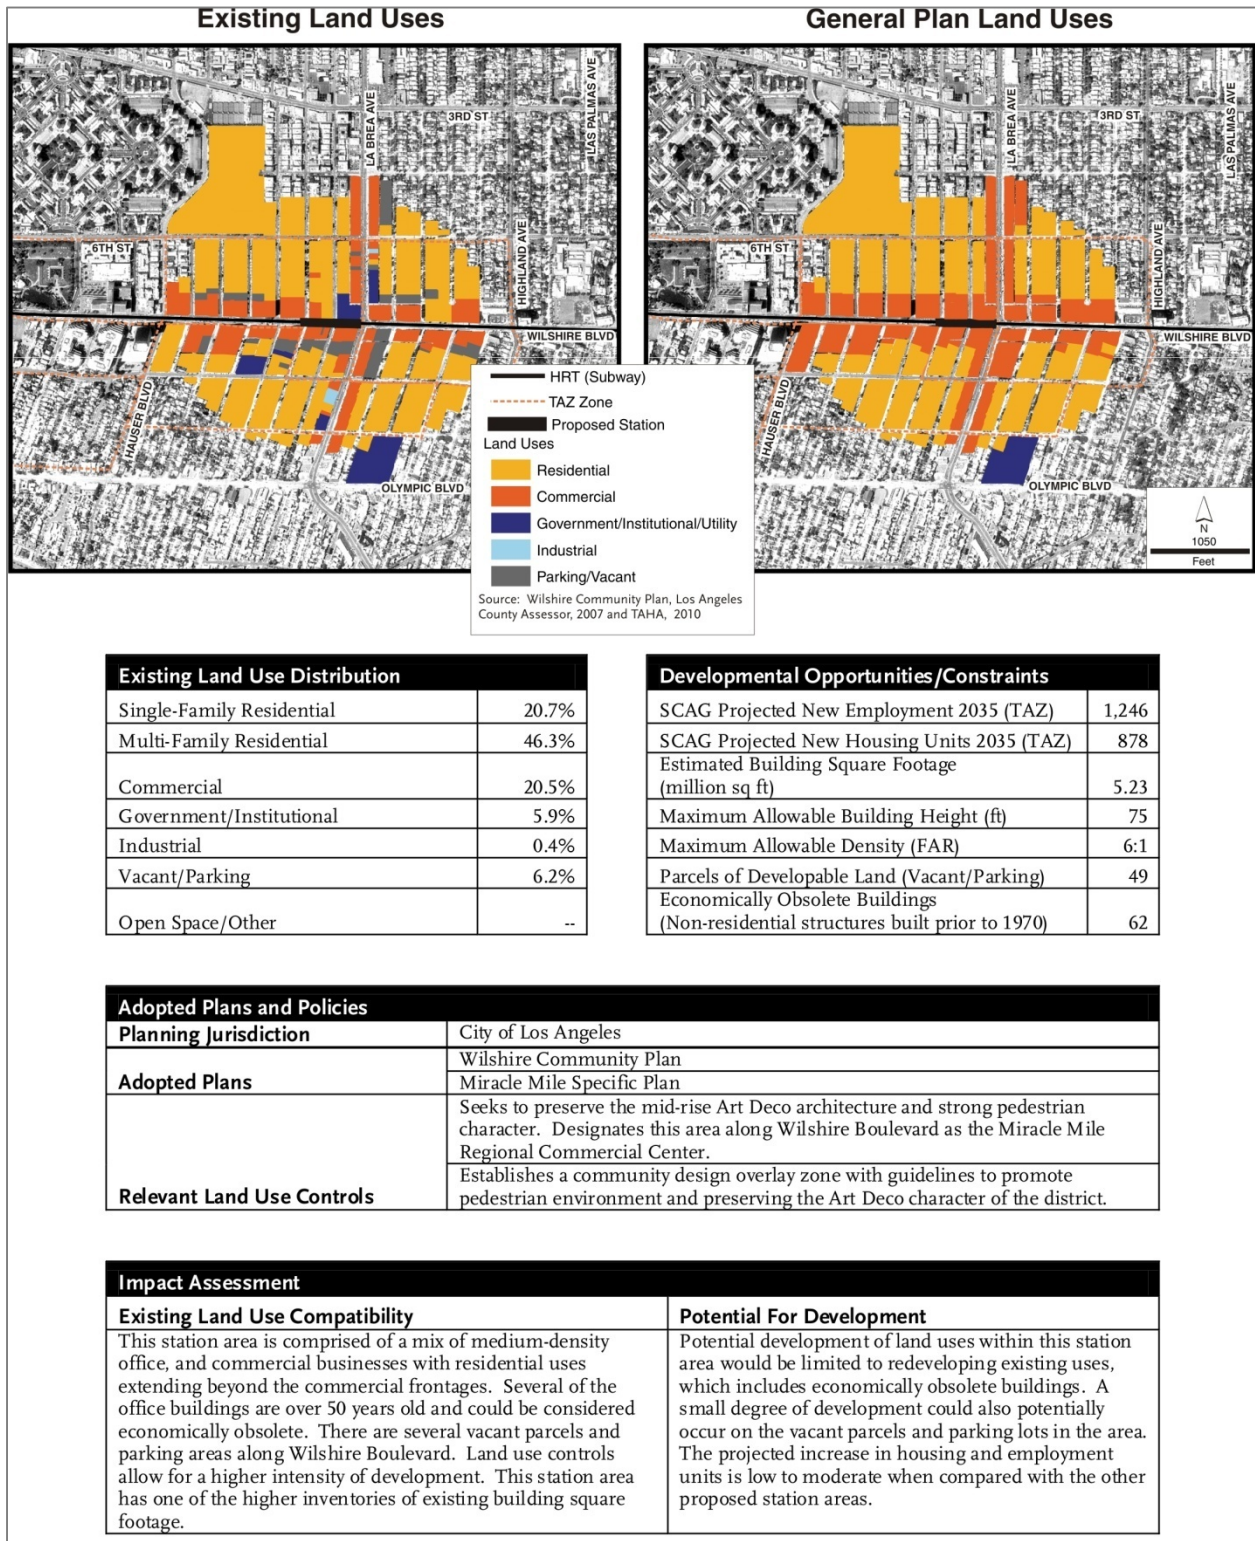 Existing Land Uses
General Plan Land Uses
3RD ST
LA BREA AVE
LAS PALMAS AVE
6TH ST
HIGHLAND AVE
WILSHIRE BLVD
HAUSER BLVD
OLYMPIC BLVD
3RD ST
LA BREA AVE
LAS PALMAS AVE
6TH ST
HIGHLAND AVE
WILSHIRE BLVD
HAUSER BLVD
OLYMPIC BLVD
N
1050
Feet
HRT (Subway)
TAZ Zone
Proposed Station
Land Uses
Residential
Commercial
Government/Institutional/Utility
Industrial
Parking/Vacant
Source: Wilshire Community Plan, Los Angeles
County Assessor, 2007 and TAHA, 2010
Existing Land Use Distribution
Single-Family Residential 20.7%
Multi-Family Residential 46.3%
Commercial 20.5%
Government/Institutional 5.9%
Industrial 0.4%
Vacant/Parking 6.2%
Open Space/Other --
Developmental Opportunities/Constraints
SCAG Projected New Employment 2035 (TAZ) 1,246
SCAG Projected New Housing Units 2035 (TAZ) 878
Estimated Building Square Footage
(million sq ft) 5.23
Maximum Allowable Building Height (ft) 75
Maximum Allowable Density (FAR) 6:1
Parcels of Developable Land (Vacant/Parking) 49
Economically Obsolete Buildings
(Non-residential structures built prior to 1970) 62
Adopted Plans and Policies
Planning Jurisdiction City of Los Angeles
Adopted Plans
Wilshire Community Plan
Miracle Mile Specific Plan
Relevant Land Use Controls
Seeks to preserve the mid-rise Art Deco architecture and strong pedestrian
character. Designates this area along Wilshire Boulevard as the Miracle Mile
Regional Commercial Center.
Establishes a community design overlay zone with guidelines to promote
pedestrian environment and preserving the Art Deco character of the district.
Impact Assessment
Existing Land Use Compatibility
This station area is comprised of a mix of medium-density
office, and commercial businesses with residential uses
extending beyond the commercial frontages. Several of the
office buildings are over 50 years old and could be considered
economically obsolete. There are several vacant parcels and
parking areas along Wilshire Boulevard. Land use controls
allow for a higher intensity of development. This station area
has one of the higher inventories of existing building square
footage.
Potential For Development
Potential development of land uses within this station
area would be limited to redeveloping existing uses,
which includes economically obsolete buildings. A
small degree of development could also potentially
occur on the vacant parcels and parking lots in the area.
The projected increase in housing and employment
units is low to moderate when compared with the other
proposed station areas.